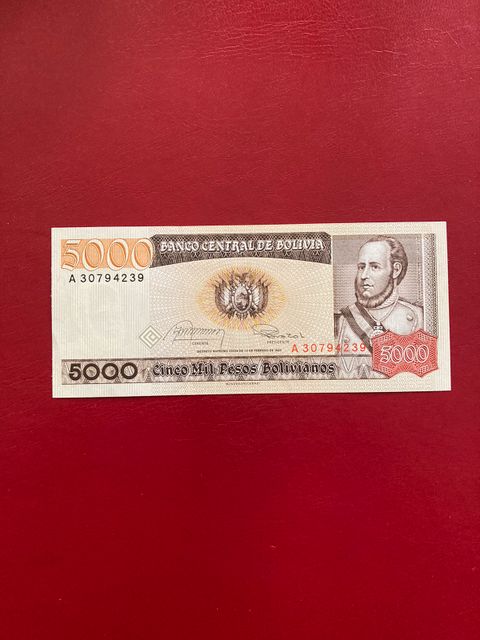 5000 BANCO CENTRAL DE BOLIVIA
A 30794239
GERENTE PRESIDENTE
A 30794239
5000
5000 Cinco Mil Pesos Bolivianos